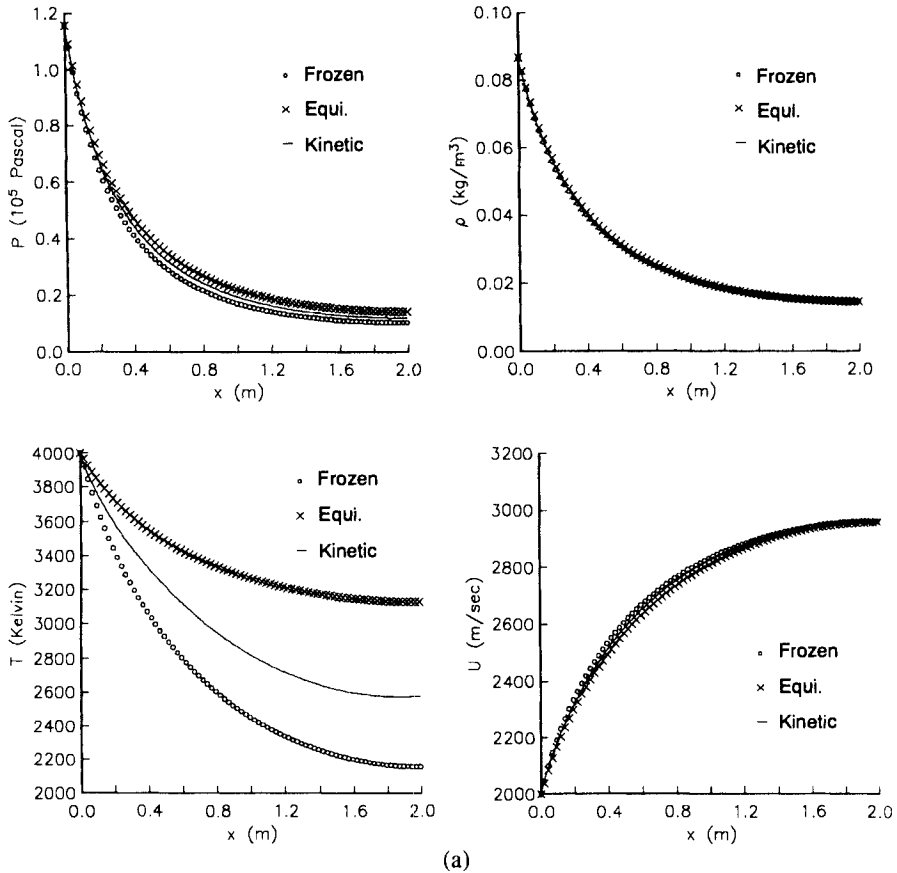 1.2
1.0
0.8
0.6
0.4
0.2
0.0
P (10⁵ Pascal)
Frozen
Equi.
Kinetic
0.0 0.4 0.8 1.2 1.6 2.0
x (m)
0.10
0.08
0.06
0.04
0.02
0.00
ρ (kg/m³)
Frozen
Equi.
Kinetic
0.0 0.4 0.8 1.2 1.6 2.0
x (m)
4000
3800
3600
3400
3200
3000
2800
2600
2400
2200
2000
T (Kelvin)
Frozen
Equi.
Kinetic
0.0 0.4 0.8 1.2 1.6 2.0
x (m)
3200
3000
2800
2600
2400
2200
2000
U (m/sec)
Frozen
Equi.
Kinetic
0.0 0.4 0.8 1.2 1.6 2.0
x (m)
(a)